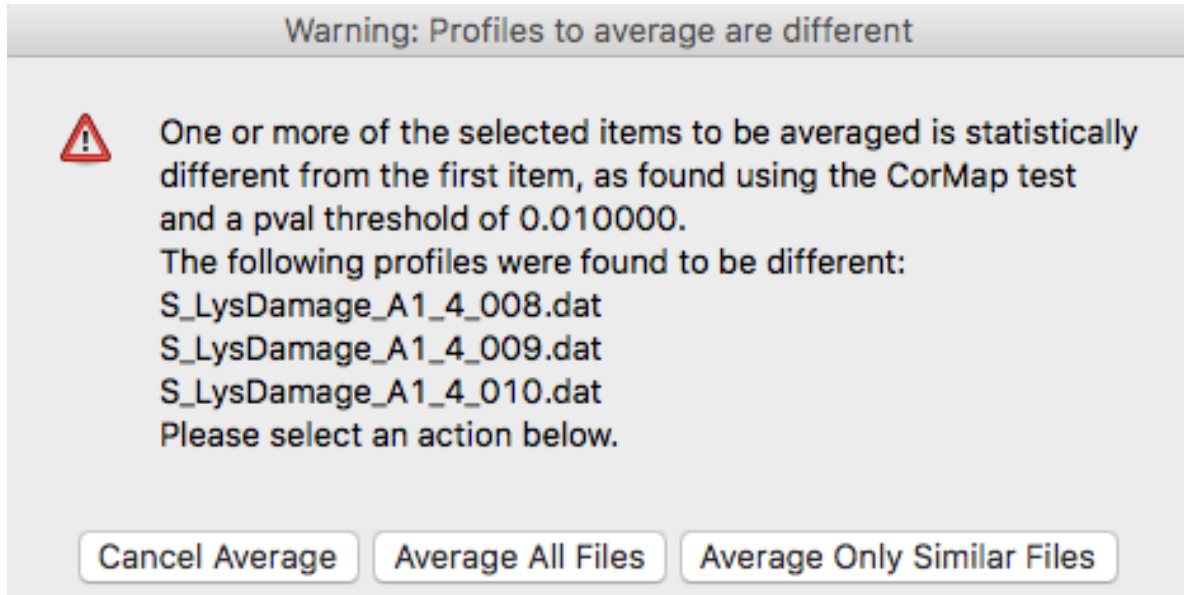 Warning: Profiles to average are different
One or more of the selected items to be averaged is statistically
different from the first item, as found using the CorMap test
and a pval threshold of 0.010000.
The following profiles were found to be different:
S_LysDamage_A1_4_008.dat
S_LysDamage_A1_4_009.dat
S_LysDamage_A1_4_010.dat
Please select an action below.
Cancel Average Average All Files Average Only Similar Files